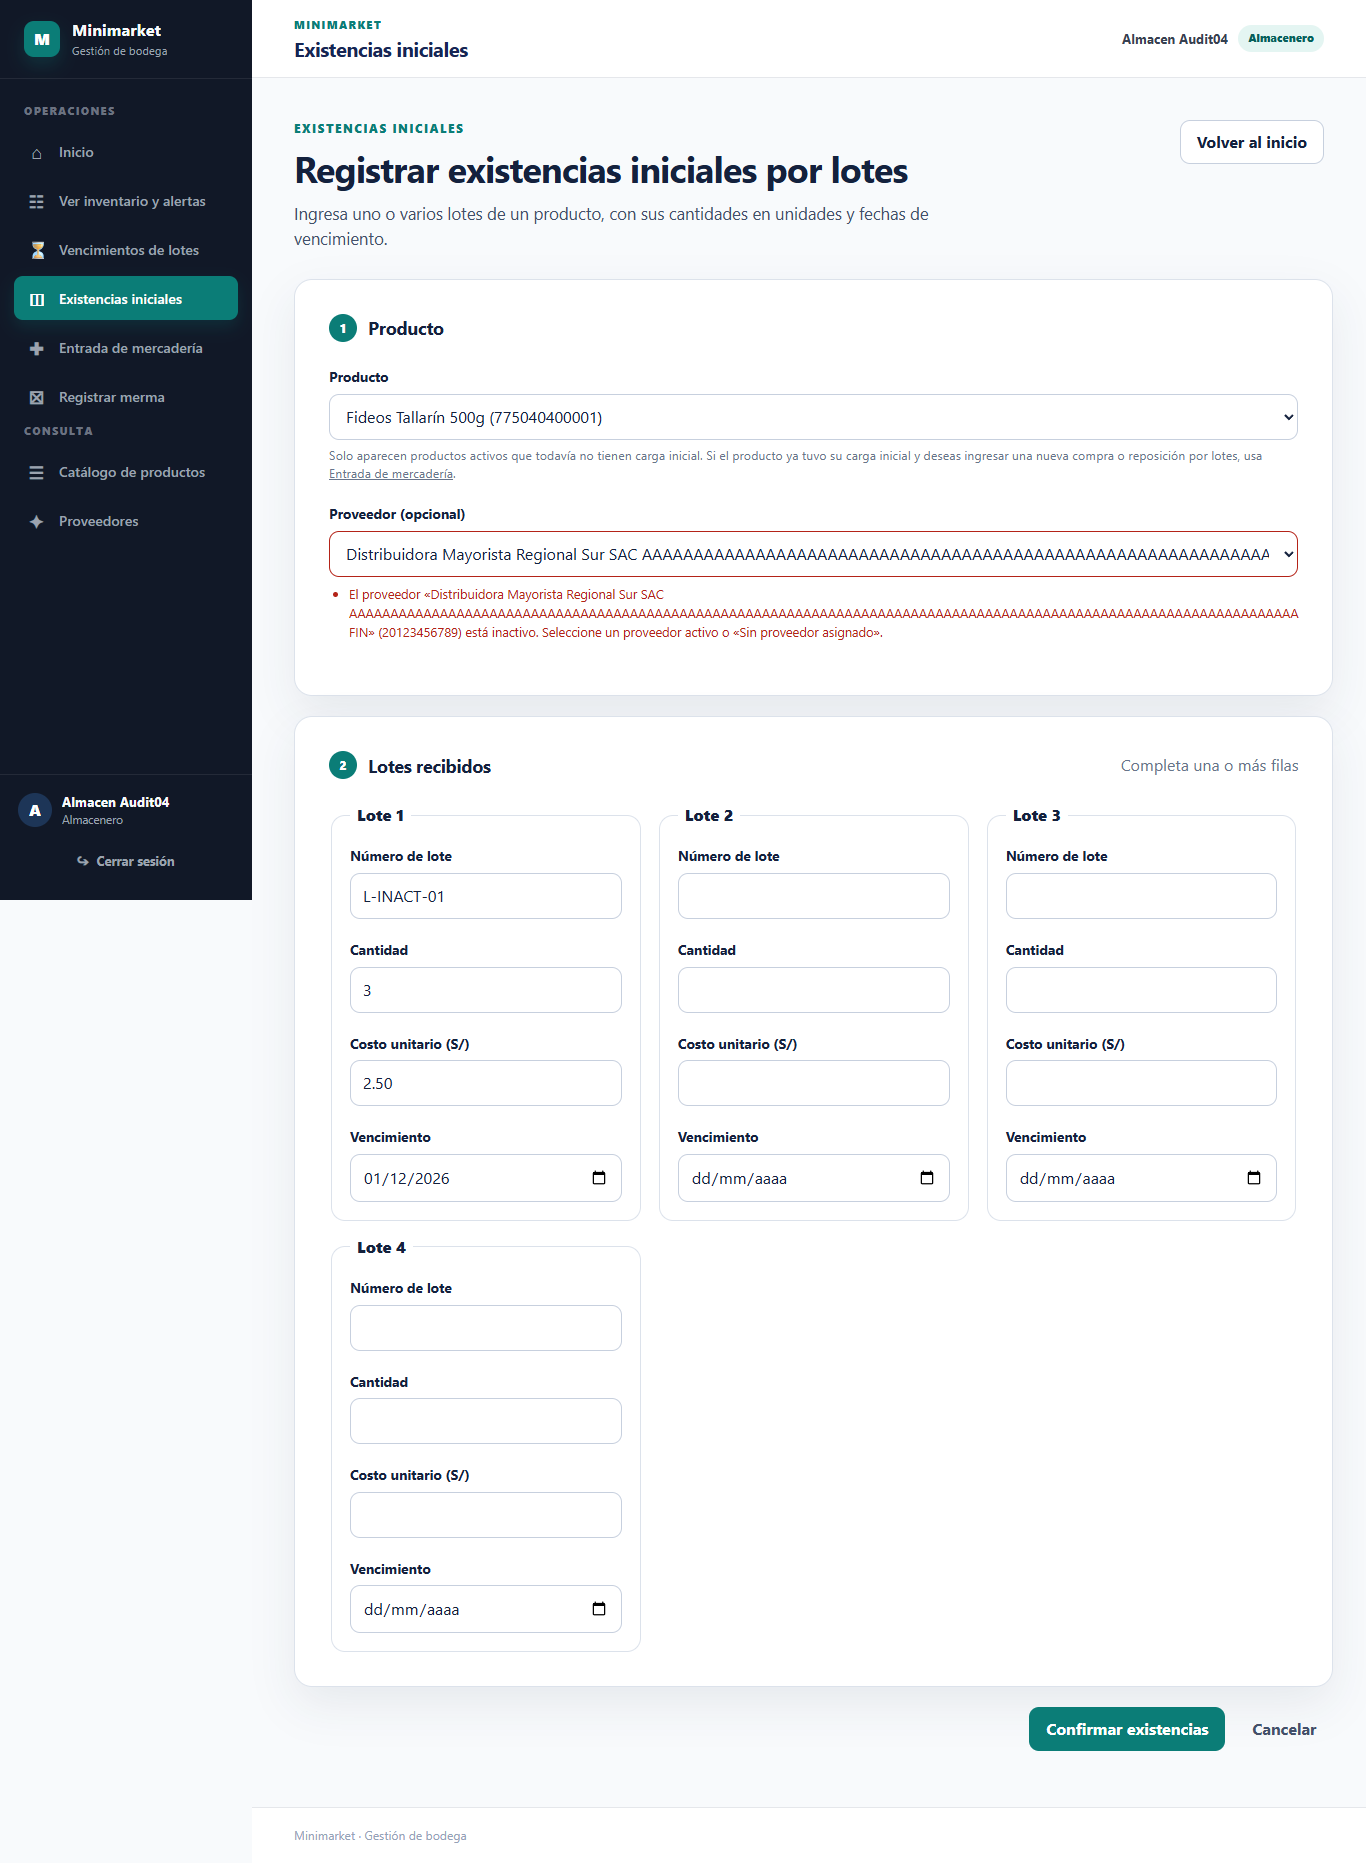 M
Minimarket
Gestión de bodega
OPERACIONES
Inicio
Ver inventario y alertas
Vencimientos de lotes
Existencias iniciales
Entrada de mercadería
Registrar merma
CONSULTA
Catálogo de productos
Proveedores
A
Almacen Audit04
Almacenero
Cerrar sesión
MINIMARKET
Existencias iniciales
Almacen Audit04 Almacenero
EXISTENCIAS INICIALES
Registrar existencias iniciales por lotes
Ingresa uno o varios lotes de un producto, con sus cantidades en unidades y fechas de
vencimiento.
Volver al inicio
1 Producto
Producto
Fideos Tallarín 500g (775040400001)
Solo aparecen productos activos que todavía no tienen carga inicial. Si el producto ya tuvo su carga inicial y deseas ingresar una nueva compra o reposición por lotes, usa
Entrada de mercadería.
Proveedor (opcional)
Distribuidora Mayorista Regional Sur SAC
El proveedor «Distribuidora Mayorista Regional Sur SAC
FIN» (20123456789) está inactivo. Seleccione un proveedor activo o «Sin proveedor asignado».
2 Lotes recibidos
Completa una o más filas
Lote 1
Número de lote
L-INACT-01
Cantidad
3
Costo unitario (S/)
2.50
Vencimiento
01/12/2026
Lote 2
Número de lote
Cantidad
Costo unitario (S/)
Vencimiento
dd/mm/aaaa
Lote 3
Número de lote
Cantidad
Costo unitario (S/)
Vencimiento
dd/mm/aaaa
Lote 4
Número de lote
Cantidad
Costo unitario (S/)
Vencimiento
dd/mm/aaaa
Confirmar existencias
Cancelar
Minimarket · Gestión de bodega